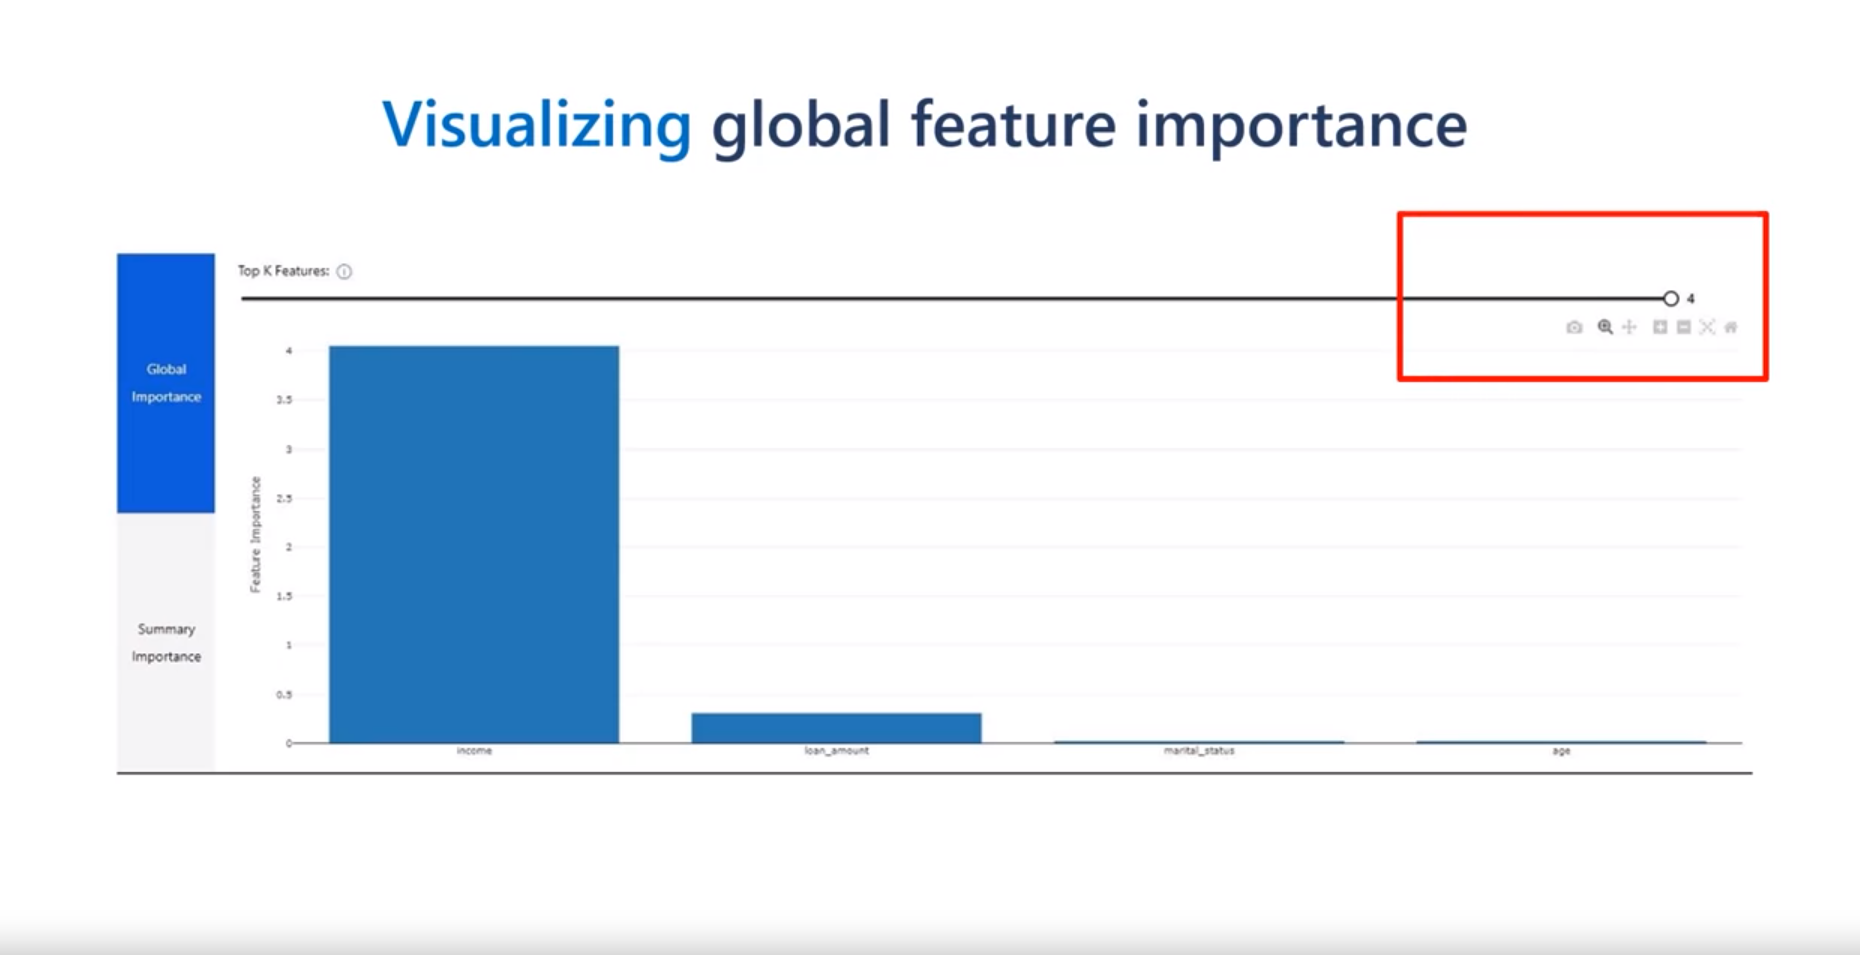 Visualizing global feature importance
Top K Features:
4
Global
Importance
Summary
Importance
Feature Importance
4
3.5
3
2.5
2
1.5
1
0.5
0
income
loan_amount
marital_status
age